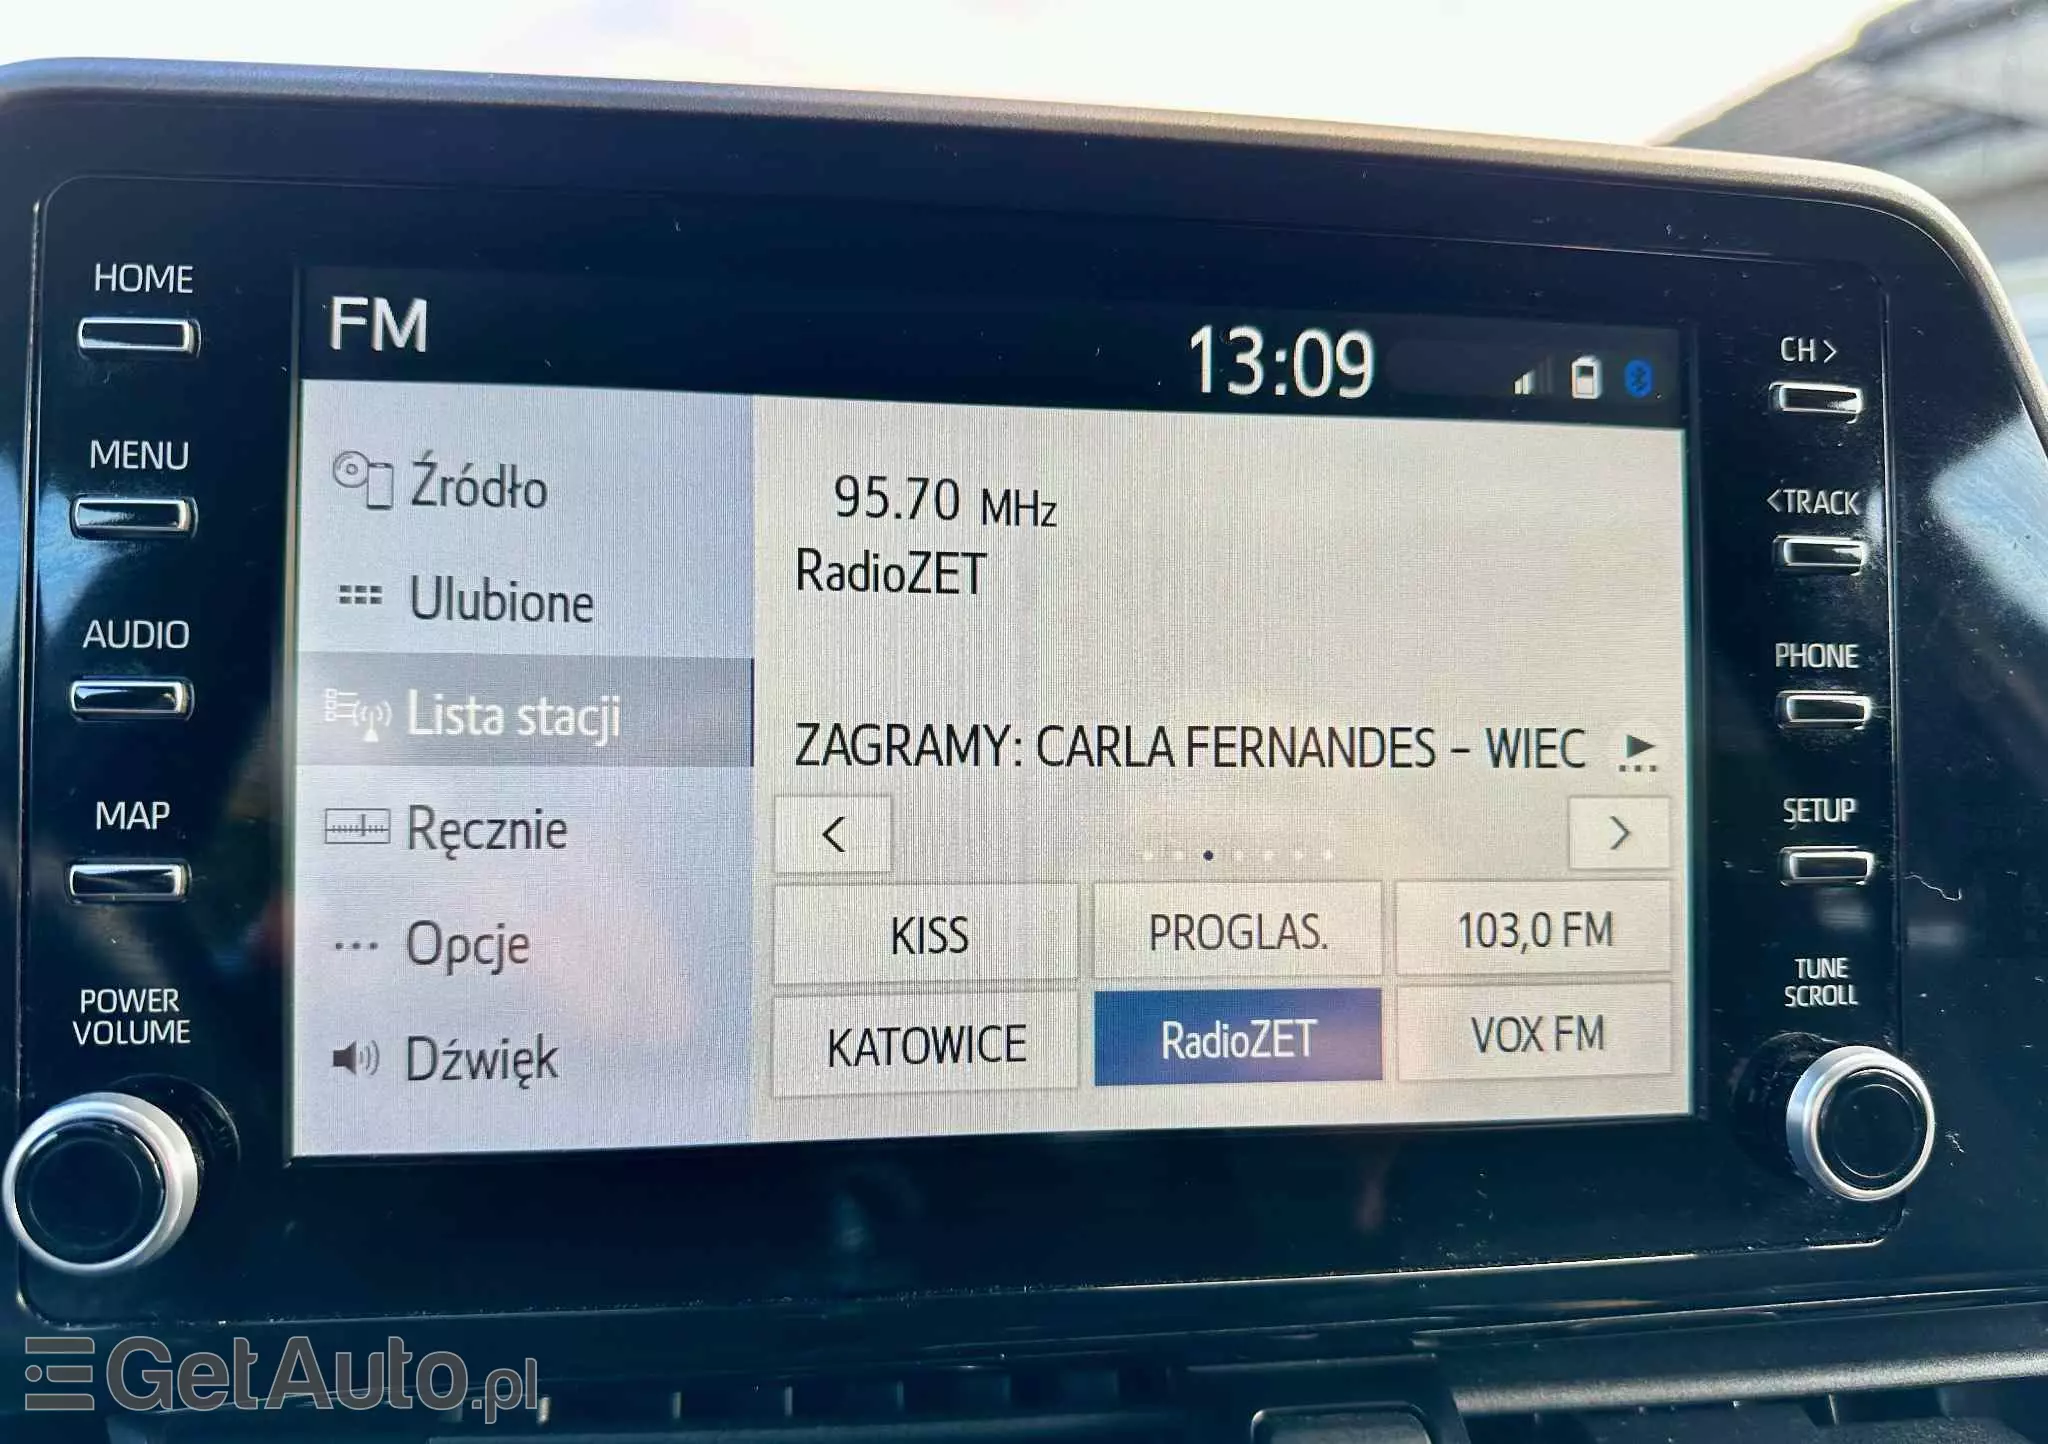 HOME
MENU
AUDIO
MAP
POWER
VOLUME
FM
13:09
Źródło
Ulubione
Lista stacji
Ręcznie
Opcje
Dźwięk
95.70 MHz
RadioZET
ZAGRAMY: CARLA FERNANDES - WIEC
KISS
PROGLAS.
103,0 FM
KATOWICE
RadioZET
VOX FM
CH>
<TRACK
PHONE
SETUP
TUNE
SCROLL
GetAuto.pl